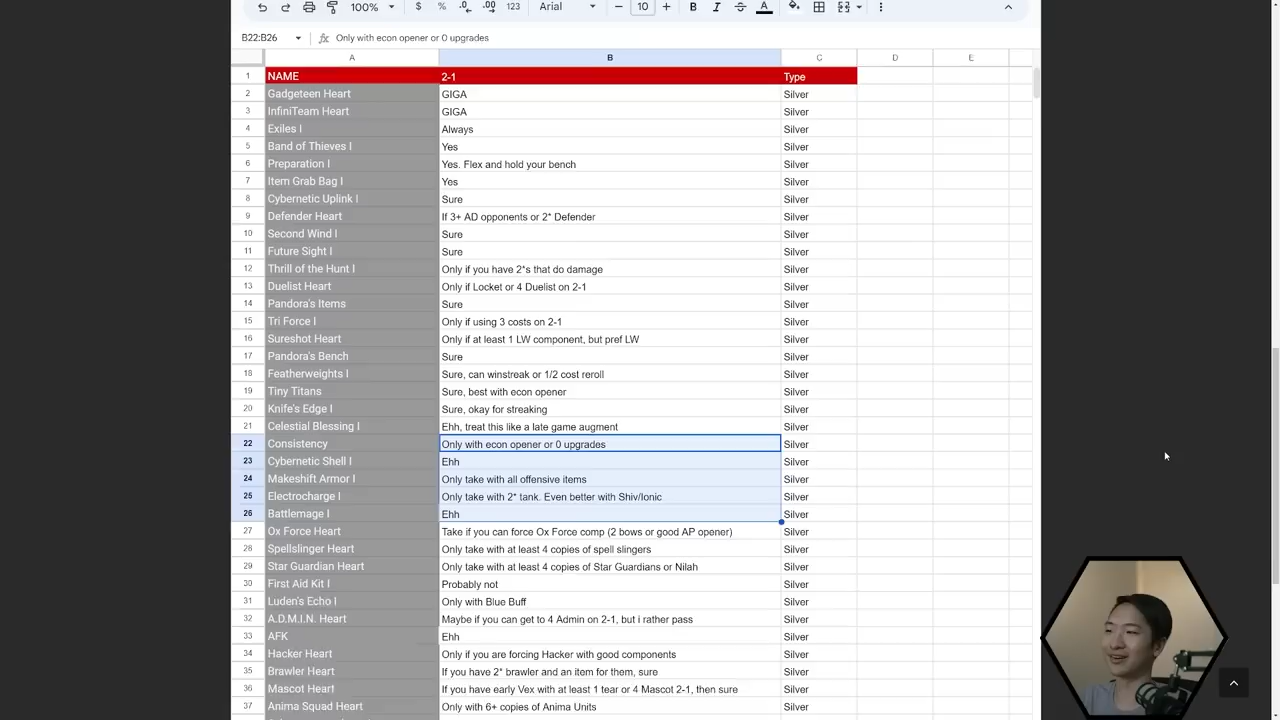 100%
$
%
.0
.00
123
Arial
10
B
I
A
B22:B26
fx
Only with econ opener or 0 upgrades
A B C D E
1 NAME 2-1 Type
2 Gadgeteen Heart GIGA Silver
3 InfiniTeam Heart GIGA Silver
4 Exiles I Always Silver
5 Band of Thieves I Yes Silver
6 Preparation I Yes. Flex and hold your bench Silver
7 Item Grab Bag I Yes Silver
8 Cybernetic Uplink I Sure Silver
9 Defender Heart If 3+ AD opponents or 2* Defender Silver
10 Second Wind I Sure Silver
11 Future Sight I Sure Silver
12 Thrill of the Hunt I Only if you have 2*s that do damage Silver
13 Duelist Heart Only if Locket or 4 Duelist on 2-1 Silver
14 Pandora's Items Sure Silver
15 Tri Force I Only if using 3 costs on 2-1 Silver
16 Sureshot Heart Only if at least 1 LW component, but pref LW Silver
17 Pandora's Bench Sure Silver
18 Featherweights I Sure, can winstreak or 1/2 cost reroll Silver
19 Tiny Titans Sure, best with econ opener Silver
20 Knife's Edge I Sure, okay for streaking Silver
21 Celestial Blessing I Ehh, treat this like a late game augment Silver
22 Consistency Only with econ opener or 0 upgrades Silver
23 Cybernetic Shell I Ehh Silver
24 Makeshift Armor I Only take with all offensive items Silver
25 Electrocharge I Only take with 2* tank. Even better with Shiv/Ionic Silver
26 Battlemage I Ehh Silver
27 Ox Force Heart Take if you can force Ox Force comp (2 bows or good AP opener) Silver
28 Spellslinger Heart Only take with at least 4 copies of spell slingers Silver
29 Star Guardian Heart Only take with at least 4 copies of Star Guardians or Nilah Silver
30 First Aid Kit I Probably not Silver
31 Luden's Echo I Only with Blue Buff Silver
32 A.D.M.I.N. Heart Maybe if you can get to 4 Admin on 2-1, but i rather pass Silver
33 AFK Ehh Silver
34 Hacker Heart Only if you are forcing Hacker with good components Silver
35 Brawler Heart If you have 2* brawler and an item for them, sure Silver
36 Mascot Heart If you have early Vex with at least 1 tear or 4 Mascot 2-1, then sure Silver
37 Anima Squad Heart Only with 6+ copies of Anima Units Silver